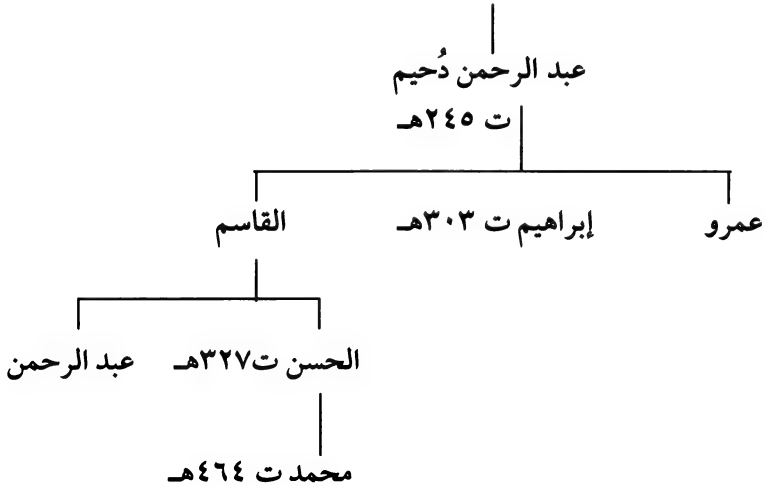 عبد الرحمن دُحيم
ت ٢٤٥هـ
عمرو إبراهيم ت ٣٠٣هـ القاسم
الحسن ت٣٢٧هـ عبد الرحمن
محمد ت ٤٦٤هـ